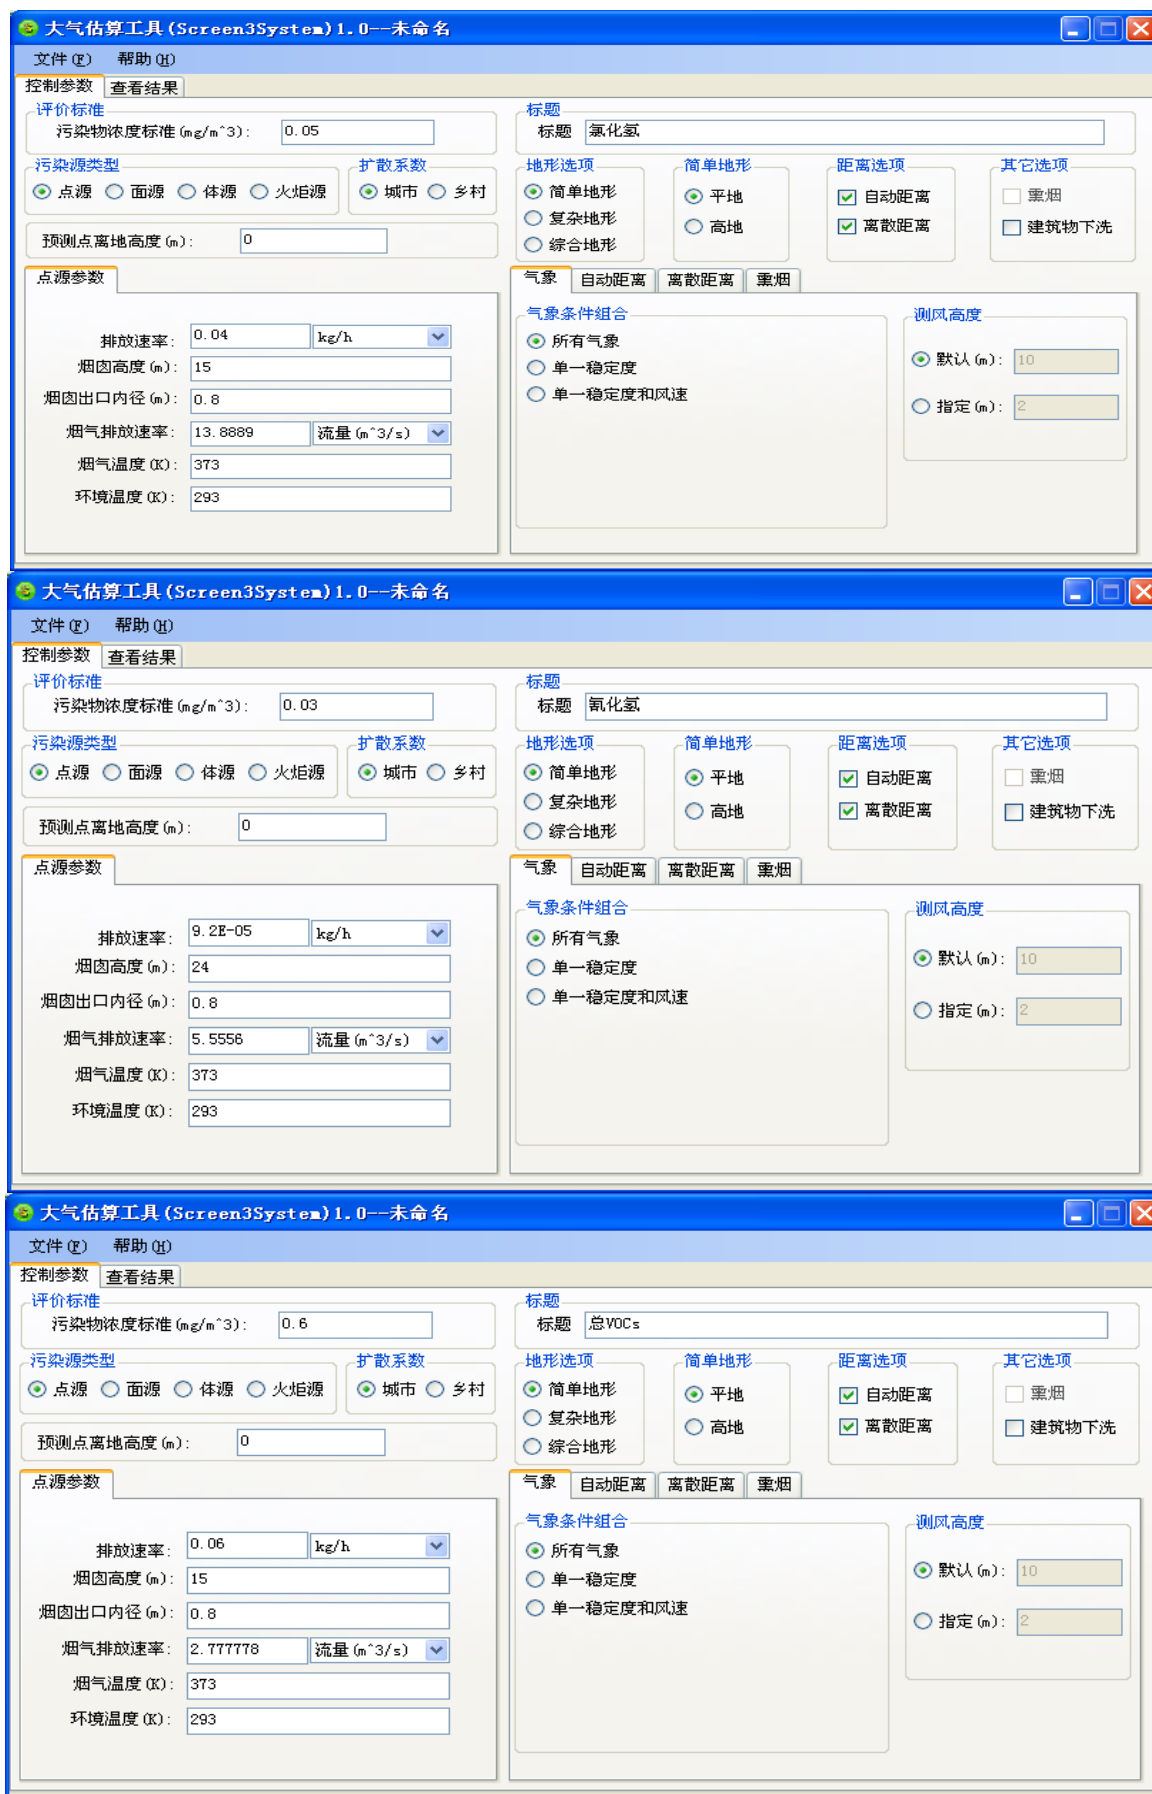 大气估算工具(Screen3System)1.0--未命名
文件(F) 帮助(H)
控制参数 查看结果
评价标准 标题
污染物浓度标准(mg/m^3): 0.05 标题 氯化氢
污染源类型 扩散系数 地形选项 简单地形 距离选项 其它选项
点源 面源 体源 火炬源 城市 乡村 简单地形 平地 自动距离 熏烟
复杂地形 高地 离散距离 建筑物下洗
预测点离地高度(m): 0 综合地形
点源参数 气象 自动距离 离散距离 熏烟
气象条件组合 测风高度
排放速率: 0.04 kg/h 所有气象
烟囱高度(m): 15 单一稳定度 默认(m): 10
烟囱出口内径(m): 0.8 单一稳定度和风速 指定(m): 2
烟气排放速率: 13.8889 流量(m^3/s)
烟气温度(K): 373
环境温度(K): 293
大气估算工具(Screen3System)1.0--未命名
文件(F) 帮助(H)
控制参数 查看结果
评价标准 标题
污染物浓度标准(mg/m^3): 0.03 标题 氰化氢
污染源类型 扩散系数 地形选项 简单地形 距离选项 其它选项
点源 面源 体源 火炬源 城市 乡村 简单地形 平地 自动距离 熏烟
复杂地形 高地 离散距离 建筑物下洗
预测点离地高度(m): 0 综合地形
点源参数 气象 自动距离 离散距离 熏烟
气象条件组合 测风高度
排放速率: 9.2E-05 kg/h 所有气象
烟囱高度(m): 24 单一稳定度 默认(m): 10
烟囱出口内径(m): 0.8 单一稳定度和风速 指定(m): 2
烟气排放速率: 5.5556 流量(m^3/s)
烟气温度(K): 373
环境温度(K): 293
大气估算工具(Screen3System)1.0--未命名
文件(F) 帮助(H)
控制参数 查看结果
评价标准 标题
污染物浓度标准(mg/m^3): 0.6 标题 总VOCs
污染源类型 扩散系数 地形选项 简单地形 距离选项 其它选项
点源 面源 体源 火炬源 城市 乡村 简单地形 平地 自动距离 熏烟
复杂地形 高地 离散距离 建筑物下洗
预测点离地高度(m): 0 综合地形
点源参数 气象 自动距离 离散距离 熏烟
气象条件组合 测风高度
排放速率: 0.06 kg/h 所有气象
烟囱高度(m): 15 单一稳定度 默认(m): 10
烟囱出口内径(m): 0.8 单一稳定度和风速 指定(m): 2
烟气排放速率: 2.777778 流量(m^3/s)
烟气温度(K): 373
环境温度(K): 293